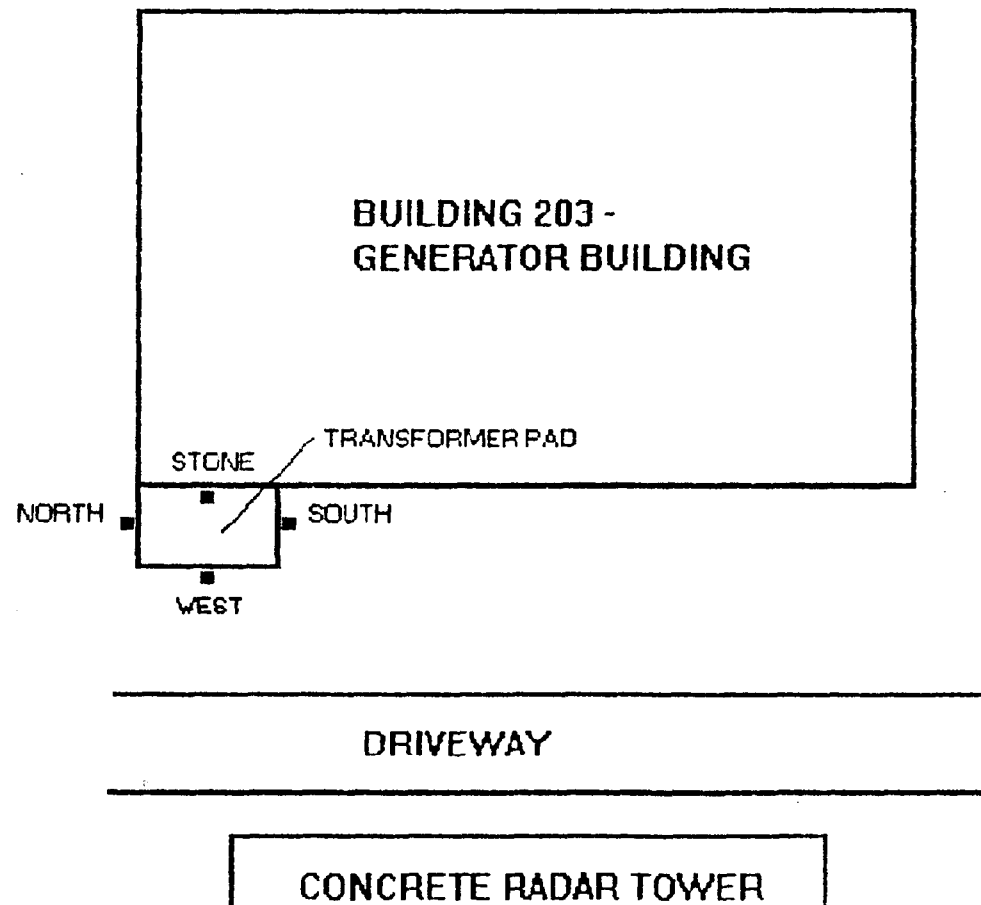 BUILDING 203 -
GENERATOR BUILDING
TRANSFORMER PAD
STONE
NORTH
SOUTH
WEST
DRIVEWAY
CONCRETE RADAR TOWER